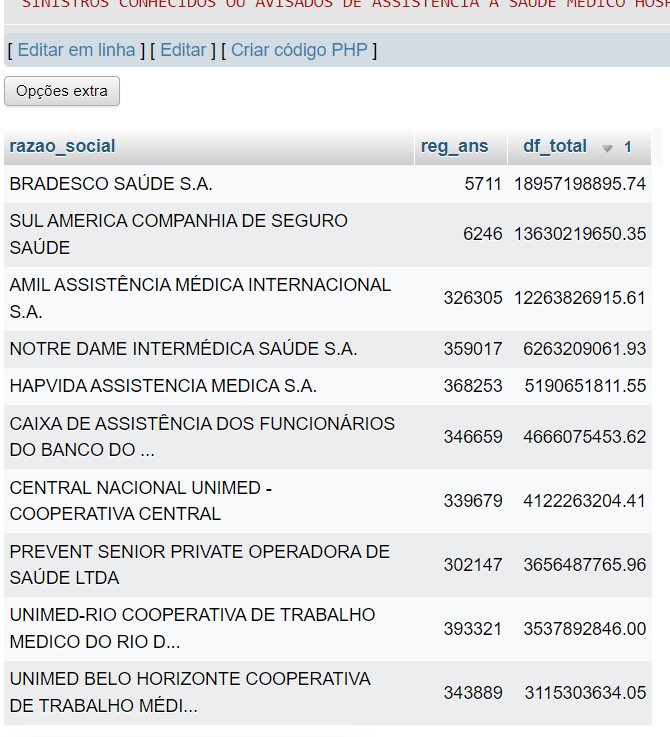 SINISTROS CONHECIDOS OU AVISADOS DE ASSISTÊNCIA A SAÚDE MEDICO
[ Editar em linha ] [ Editar ] [ Criar código PHP ]
Opções extra
razao_social reg_ans df_total 1
BRADESCO SAÚDE S.A. 5711 18957198895.74
SUL AMERICA COMPANHIA DE SEGURO
SAÚDE 6246 13630219650.35
AMIL ASSISTÊNCIA MÉDICA INTERNACIONAL
S.A. 326305 12263826915.61
NOTRE DAME INTERMÉDICA SAÚDE S.A. 359017 6263209061.93
HAPVIDA ASSISTENCIA MEDICA S.A. 368253 5190651811.55
CAIXA DE ASSISTÊNCIA DOS FUNCIONÁRIOS
DO BANCO DO ... 346659 4666075453.62
CENTRAL NACIONAL UNIMED -
COOPERATIVA CENTRAL 339679 4122263204.41
PREVENT SENIOR PRIVATE OPERADORA DE
SAÚDE LTDA 302147 3656487765.96
UNIMED-RIO COOPERATIVA DE TRABALHO
MEDICO DO RIO D... 393321 3537892846.00
UNIMED BELO HORIZONTE COOPERATIVA
DE TRABALHO MÉDI... 343889 3115303634.05